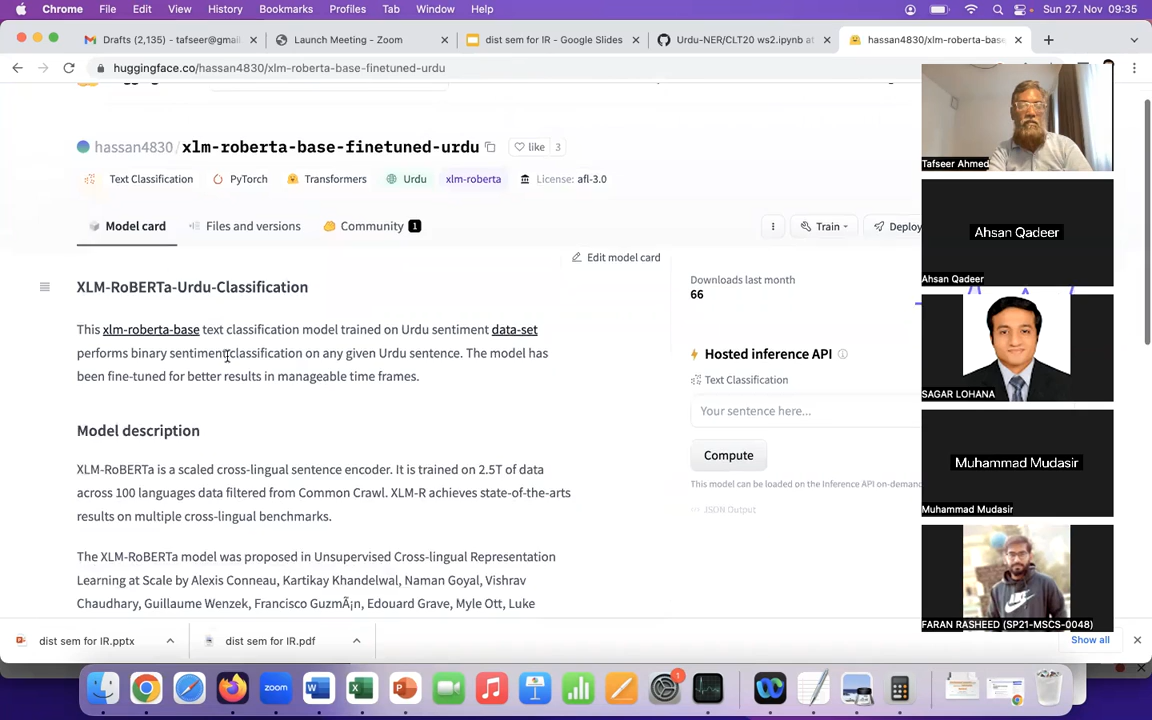 Chrome File Edit View History Bookmarks Profiles Tab Window Help Sun 27. Nov 09:35
Drafts (2,135) - tafseer@gmail Launch Meeting - Zoom dist sem for IR - Google Slides Urdu-NER/CLT20 ws2.ipynb at hassan4830/xlm-roberta-base-
huggingface.co/hassan4830/xlm-roberta-base-finetuned-urdu
hassan4830/xlm-roberta-base-finetuned-urdu like 3
Text Classification PyTorch Transformers Urdu xlm-roberta License: afl-3.0
Model card Files and versions Community 1 Train Deploy
Edit model card
XLM-RoBERTa-Urdu-Classification
This xlm-roberta-base text classification model trained on Urdu sentiment data-set
performs binary sentiment classification on any given Urdu sentence. The model has
been fine-tuned for better results in manageable time frames.
Model description
XLM-RoBERTa is a scaled cross-lingual sentence encoder. It is trained on 2.5T of data
across 100 languages data filtered from Common Crawl. XLM-R achieves state-of-the-arts
results on multiple cross-lingual benchmarks.
The XLM-RoBERTa model was proposed in Unsupervised Cross-lingual Representation
Learning at Scale by Alexis Conneau, Kartikay Khandelwal, Naman Goyal, Vishrav
Chaudhary, Guillaume Wenzek, Francisco GuzmÃ¡n, Edouard Grave, Myle Ott, Luke
Downloads last month
66
Hosted inference API
Text Classification
Your sentence here...
Compute
This model can be loaded on the Inference API on-demand
JSON Output
Tafseer Ahmed
Ahsan Qadeer
Ahsan Qadeer
SAGAR LOHANA
Muhammad Mudasir
Muhammad Mudasir
FARAN RASHEED (SP21-MSCS-0048)
dist sem for IR.pptx dist sem for IR.pdf Show all
zoom
1